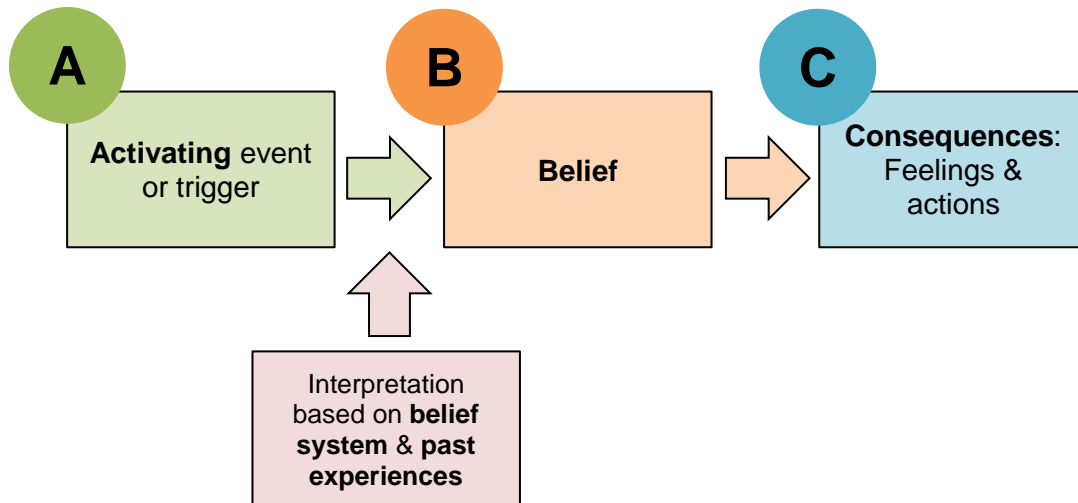 A
B
C
Activating event
or trigger
Belief
Consequences:
Feelings &
actions
Interpretation
based on belief
system & past
experiences